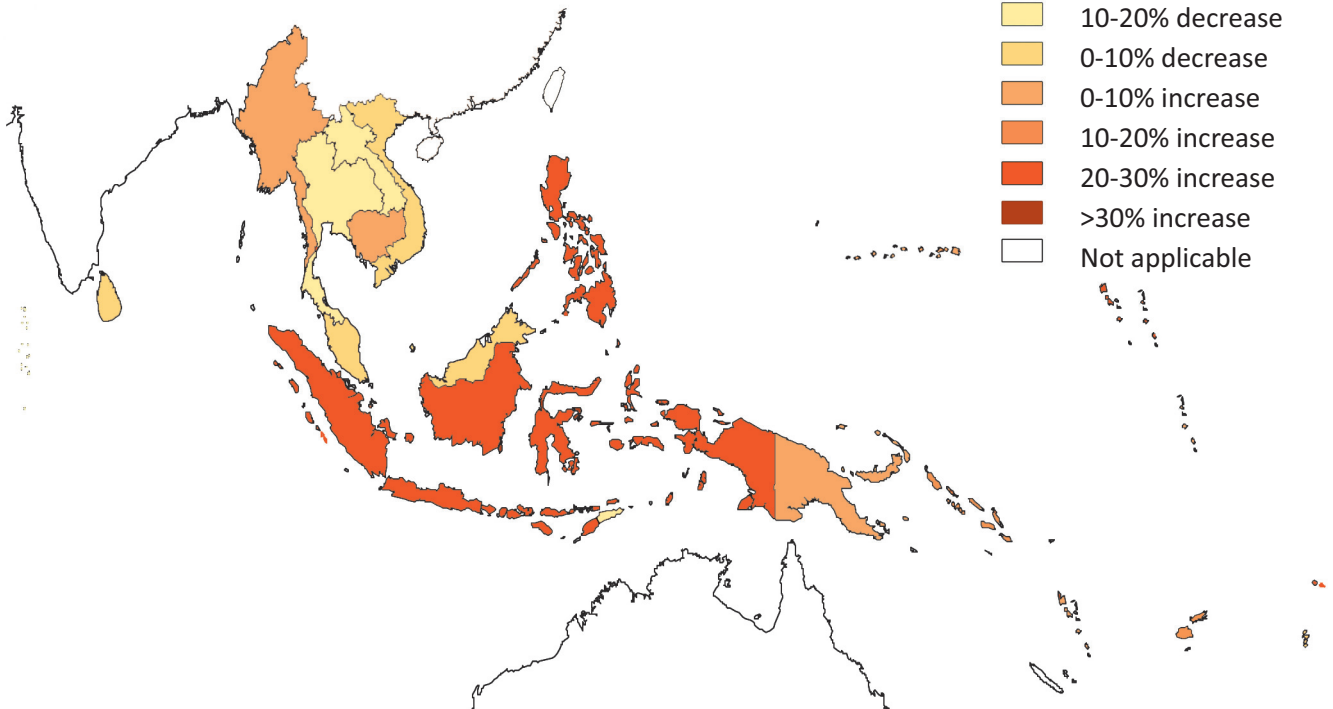 10-20% decrease
0-10% decrease
0-10% increase
10-20% increase
20-30% increase
>30% increase
Not applicable